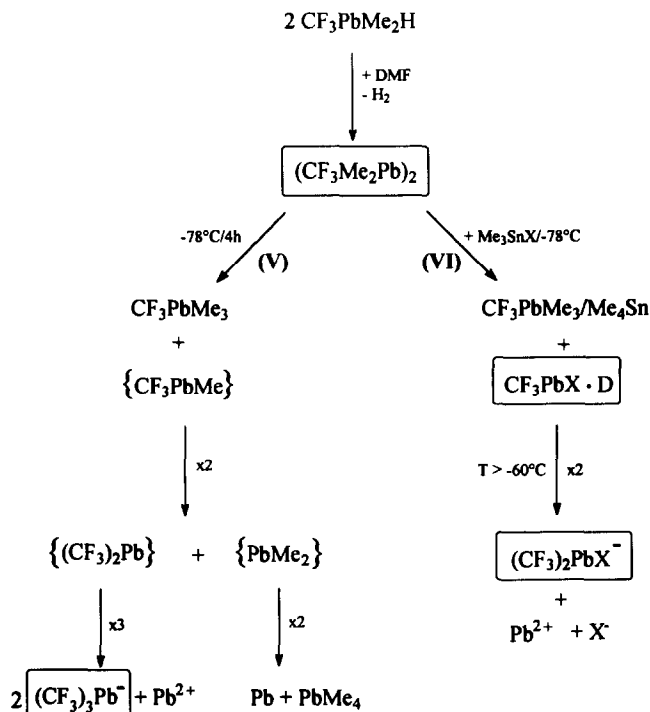 2 CF₃PbMe₂H
+ DMF
- H₂
(CF₃Me₂Pb)₂
-78°C/4h
(V)
(VI)
+ Me₃SnX/-78°C
CF₃PbMe₃
+
{CF₃PbMe}
CF₃PbMe₃/Me₄Sn
+
CF₃PbX · D
x2
T > -60°C x2
{(CF₃)₂Pb} + {PbMe₂}
(CF₃)₂PbX⁻
+
Pb²⁺ + X⁻
x3
x2
2 (CF₃)₃Pb⁻ + Pb²⁺
Pb + PbMe₄